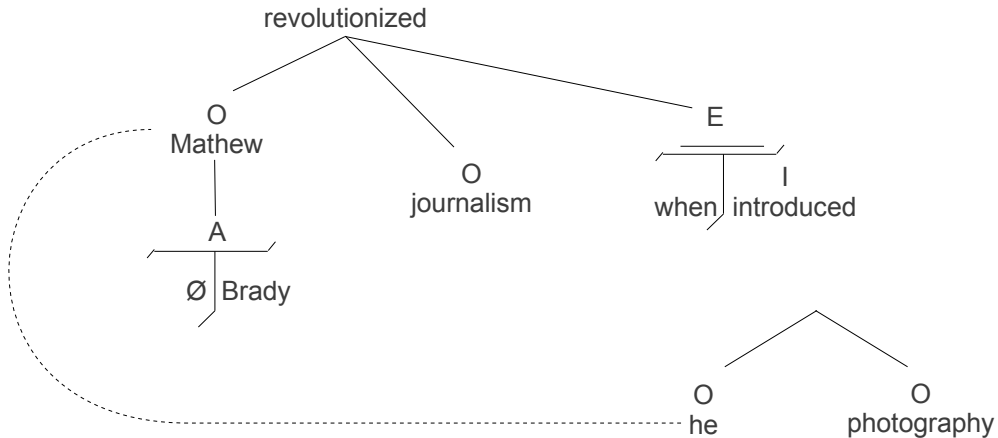 revolutionized
O
Mathew
E
O
journalism
I
when introduced
A
Ø Brady
O
he
O
photography